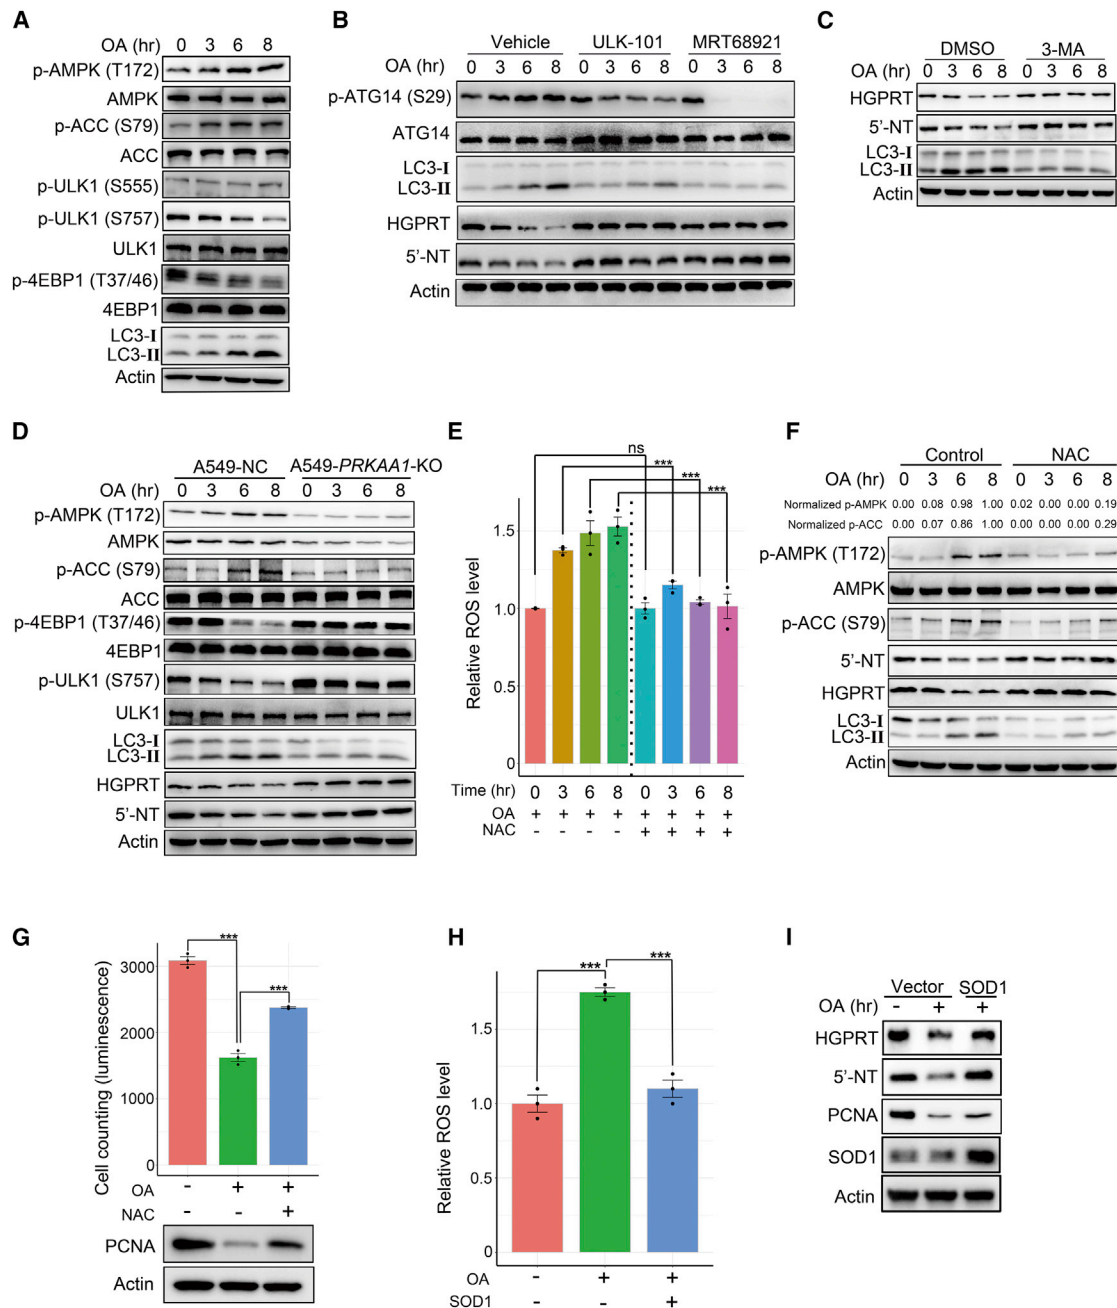 A
OA (hr) 0 3 6 8
p-AMPK (T172)
AMPK
p-ACC (S79)
ACC
p-ULK1 (S555)
p-ULK1 (S757)
ULK1
p-4EBP1 (T37/46)
4EBP1
LC3-I
LC3-II
Actin
B
Vehicle ULK-101 MRT68921
OA (hr) 0 3 6 8 0 3 6 8 0 3 6 8
p-ATG14 (S29)
ATG14
LC3-I
LC3-II
HGPRT
5'-NT
Actin
C
DMSO 3-MA
OA (hr) 0 3 6 8 0 3 6 8
HGPRT
5'-NT
LC3-I
LC3-II
Actin
D
A549-NC A549-PRKAA1-KO
OA (hr) 0 3 6 8 0 3 6 8
p-AMPK (T172)
AMPK
p-ACC (S79)
ACC
p-4EBP1 (T37/46)
4EBP1
p-ULK1 (S757)
ULK1
LC3-I
LC3-II
HGPRT
5'-NT
Actin
E
ns
***
***
***
Relative ROS level
1.5
1.0
0.5
0
Time (hr) 0 3 6 8 0 3 6 8
OA + + + + + + + +
NAC - - - - + + + +
F
Control NAC
OA (hr) 0 3 6 8 0 3 6 8
Normalized p-AMPK 0.00 0.08 0.98 1.00 0.02 0.00 0.00 0.19
Normalized p-ACC 0.00 0.07 0.86 1.00 0.00 0.00 0.00 0.29
p-AMPK (T172)
AMPK
p-ACC (S79)
5'-NT
HGPRT
LC3-I
LC3-II
Actin
G
***
***
Cell counting (luminescence)
3000
2000
1000
0
OA - + +
NAC - - +
PCNA
Actin
H
*** ***
Relative ROS level
1.5
1.0
0.5
0
OA - + +
SOD1 - - +
I
Vector SOD1
OA (hr) - + +
HGPRT
5'-NT
PCNA
SOD1
Actin